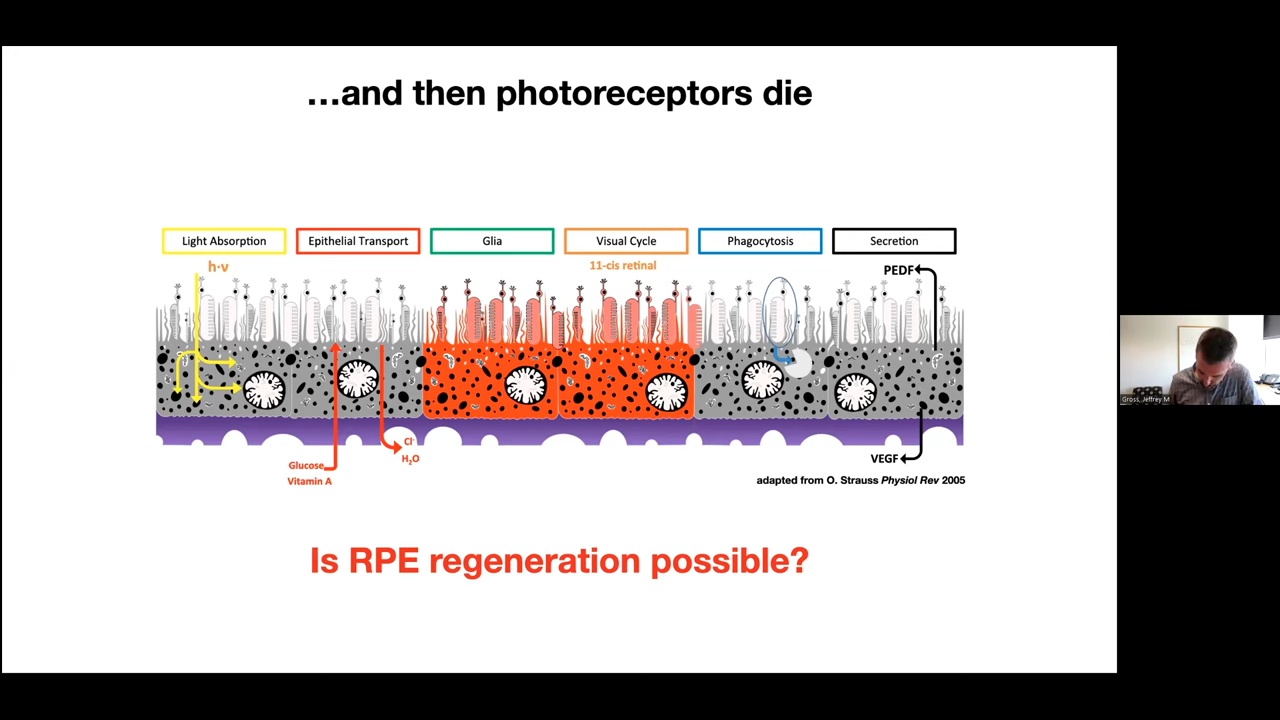 ...and then photoreceptors die
Light Absorption
Epithelial Transport
Glia
Visual Cycle
Phagocytosis
Secretion
h·v
11-cis retinal
PEDF
Cl-
H2O
Glucose
Vitamin A
VEGF
adapted from O. Strauss Physiol Rev 2005
Is RPE regeneration possible?
Gross, Jeffrey M